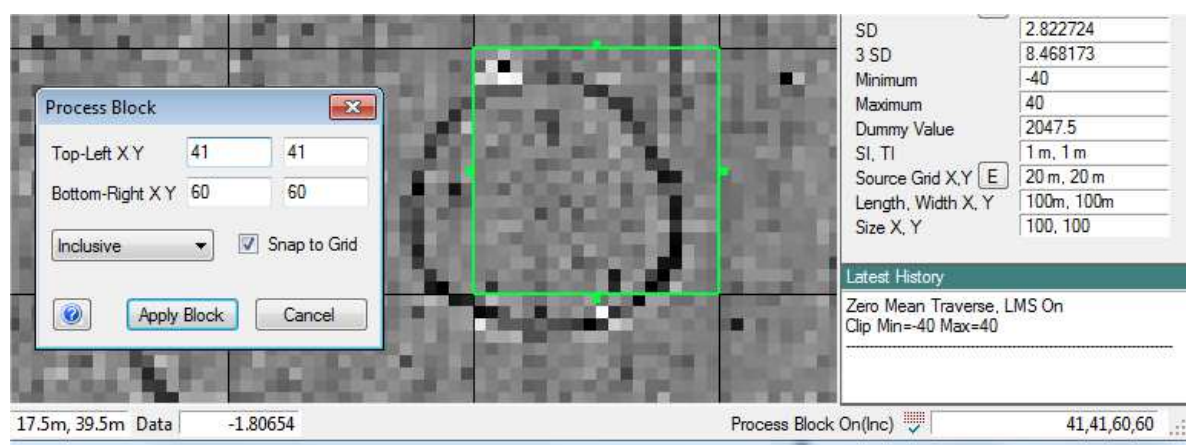 Process Block
Top-Left X Y 41 41
Bottom-Right X Y 60 60
Inclusive Snap to Grid
Apply Block Cancel
SD 2.822724
3 SD 8.468173
Minimum -40
Maximum 40
Dummy Value 2047.5
SI, TI 1 m, 1 m
Source Grid X,Y E 20 m, 20 m
Length, Width X, Y 100m, 100m
Size X, Y 100, 100
Latest History
Zero Mean Traverse, LMS On
Clip Min=-40 Max=40
17.5m, 39.5m Data -1.80654 Process Block On(Inc) 41,41,60,60